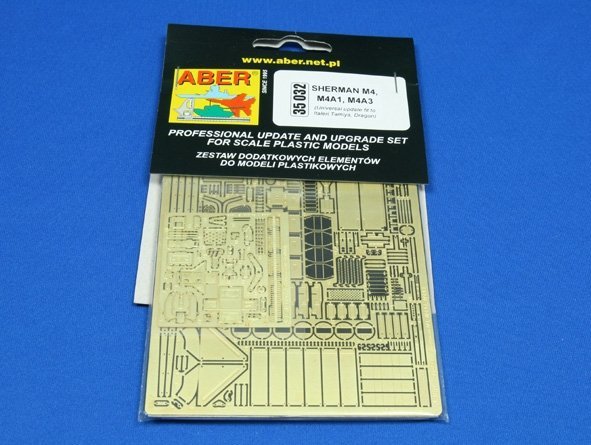 www.aber.net.pl
ABER®
SINCE 1995
35 032
SHERMAN M4,
M4A1, M4A3
(Universal update fit to
Italeri Tamiya, Dragon)
PROFESSIONAL UPDATE AND UPGRADE SET
FOR SCALE PLASTIC MODELS
ZESTAW DODATKOWYCH ELEMENTÓW
DO MODELI PLASTIKOWYCH